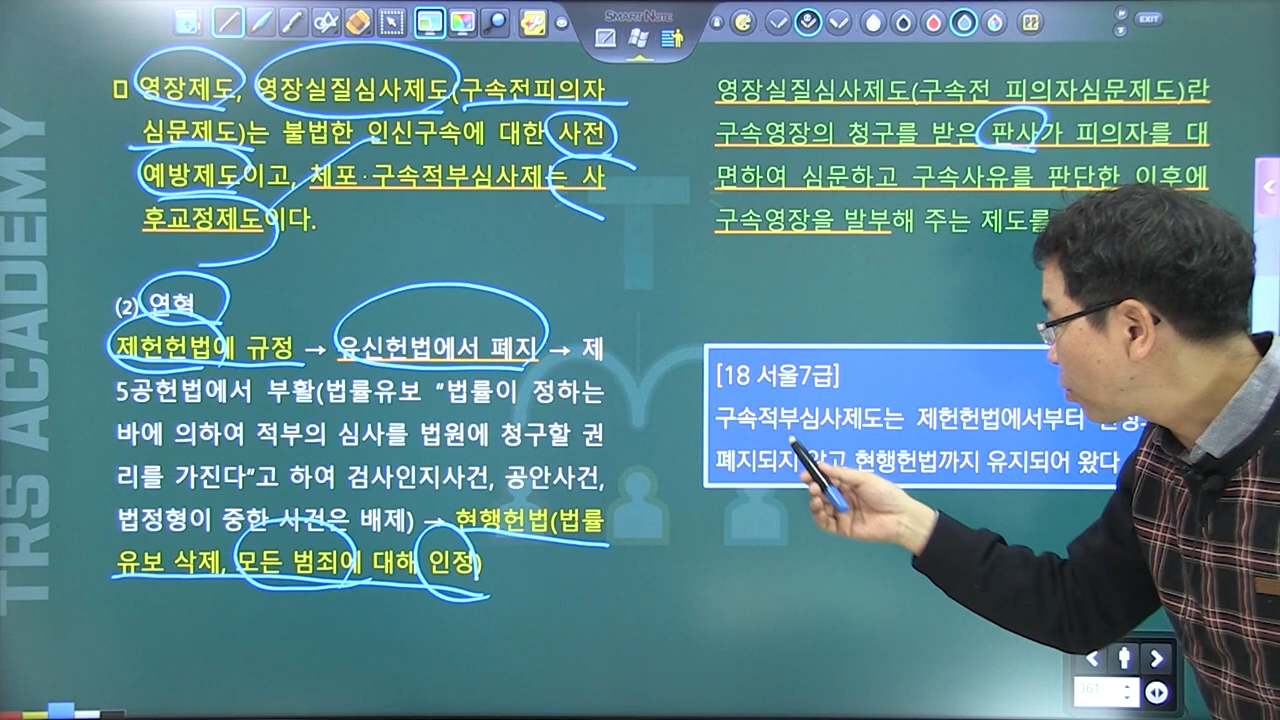 SMART NOTE
EXIT
□ 영장제도, 영장실질심사제도(구속전피의자
심문제도)는 불법한 인신구속에 대한 사전
예방제도이고, 체포·구속적부심사제는 사
후교정제도이다.
(2) 연혁
제헌헌법에 규정 → 유신헌법에서 폐지 → 제
5공헌법에서 부활(법률유보 "법률이 정하는
바에 의하여 적부의 심사를 법원에 청구할 권
리를 가진다"고 하여 검사인지사건, 공안사건,
법정형이 중한 사건은 배제) → 현행헌법(법률
유보 삭제, 모든 범죄에 대해 인정)
영장실질심사제도(구속전 피의자심문제도)란
구속영장의 청구를 받은 판사가 피의자를 대
면하여 심문하고 구속사유를 판단한 이후에
구속영장을 발부해 주는 제도를
[18 서울7급]
구속적부심사제도는 제헌헌법에서부터
폐지되지 않고 현행헌법까지 유지되어 왔다
361
TRS ACADEMY